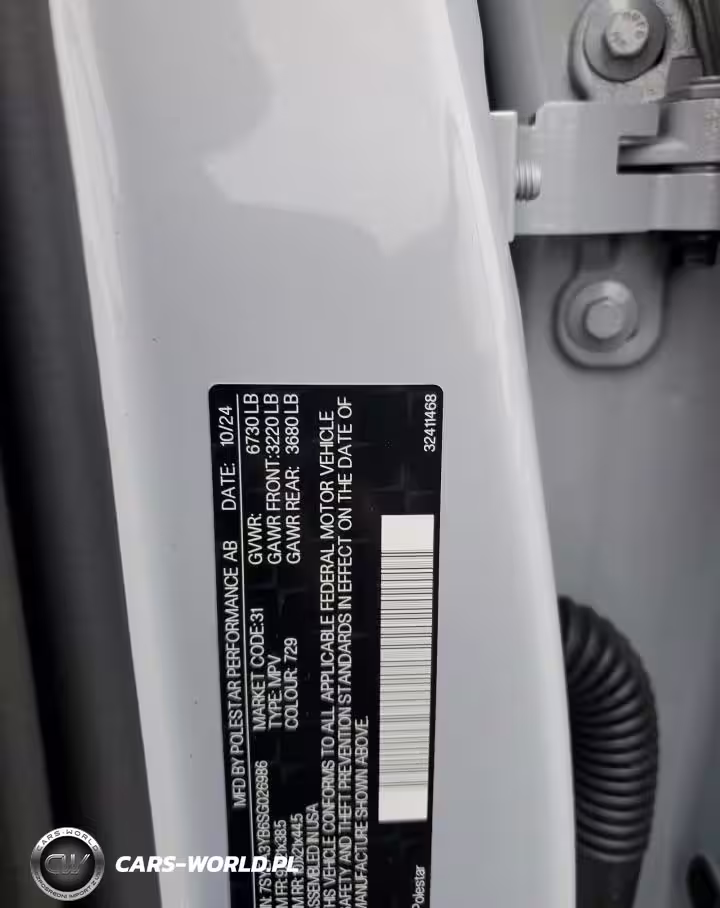 MFD BY POLESTAR PERFORMANCE AB DATE: 10/24
MARKET CODE:31 GVWR: 6730 LB
TYPE: MPV GAWR FRONT:3220 LB
COLOUR: 729 GAWR REAR: 3680 LB
ASSEMBLED IN USA
THIS VEHICLE CONFORMS TO ALL APPLICABLE FEDERAL MOTOR VEHICLE
SAFETY AND THEFT PREVENTION STANDARDS IN EFFECT ON THE DATE OF
MANUFACTURE SHOWN ABOVE.
Polestar 32411468
CARS-WORLD
CW
CARS-WORLD.PL